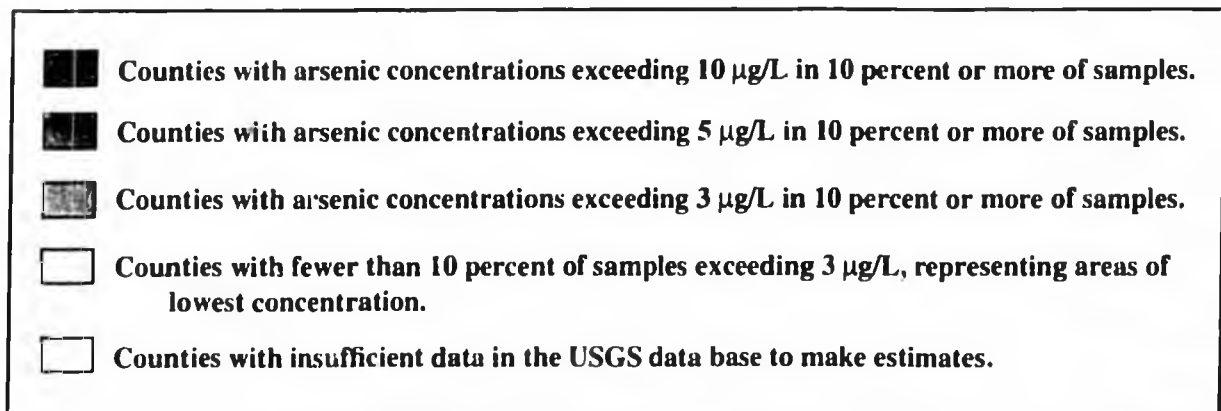 Counties with arsenic concentrations exceeding 10 µg/L in 10 percent or more of samples.
Counties with arsenic concentrations exceeding 5 µg/L in 10 percent or more of samples.
Counties with arsenic concentrations exceeding 3 µg/L in 10 percent or more of samples.
Counties with fewer than 10 percent of samples exceeding 3 µg/L, representing areas of
lowest concentration.
Counties with insufficient data in the USGS data base to make estimates.